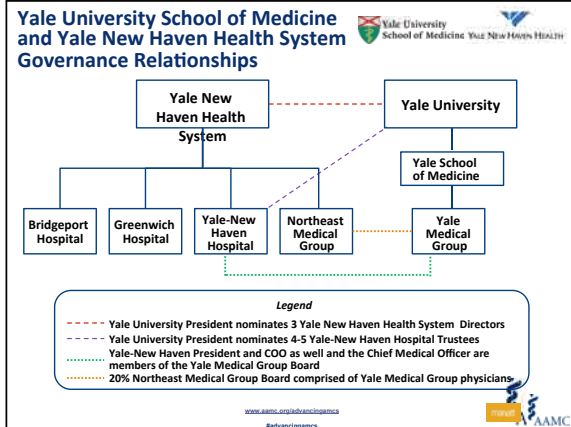 Yale University School of Medicine
and Yale New Haven Health System
Governance Relationships
Yale University
School of Medicine
YALE NEW HAVEN HEALTH
Yale New
Haven Health
System
Yale University
Yale School
of Medicine
Bridgeport
Hospital
Greenwich
Hospital
Yale-New
Haven
Hospital
Northeast
Medical
Group
Yale
Medical
Group
Legend
Yale University President nominates 3 Yale New Haven Health System Directors
Yale University President nominates 4-5 Yale-New Haven Hospital Trustees
Yale-New Haven President and COO as well and the Chief Medical Officer are
members of the Yale Medical Group Board
20% Northeast Medical Group Board comprised of Yale Medical Group physicians
www.aamc.org/advancingamcs
#advancingamcs
manatt
AAMC